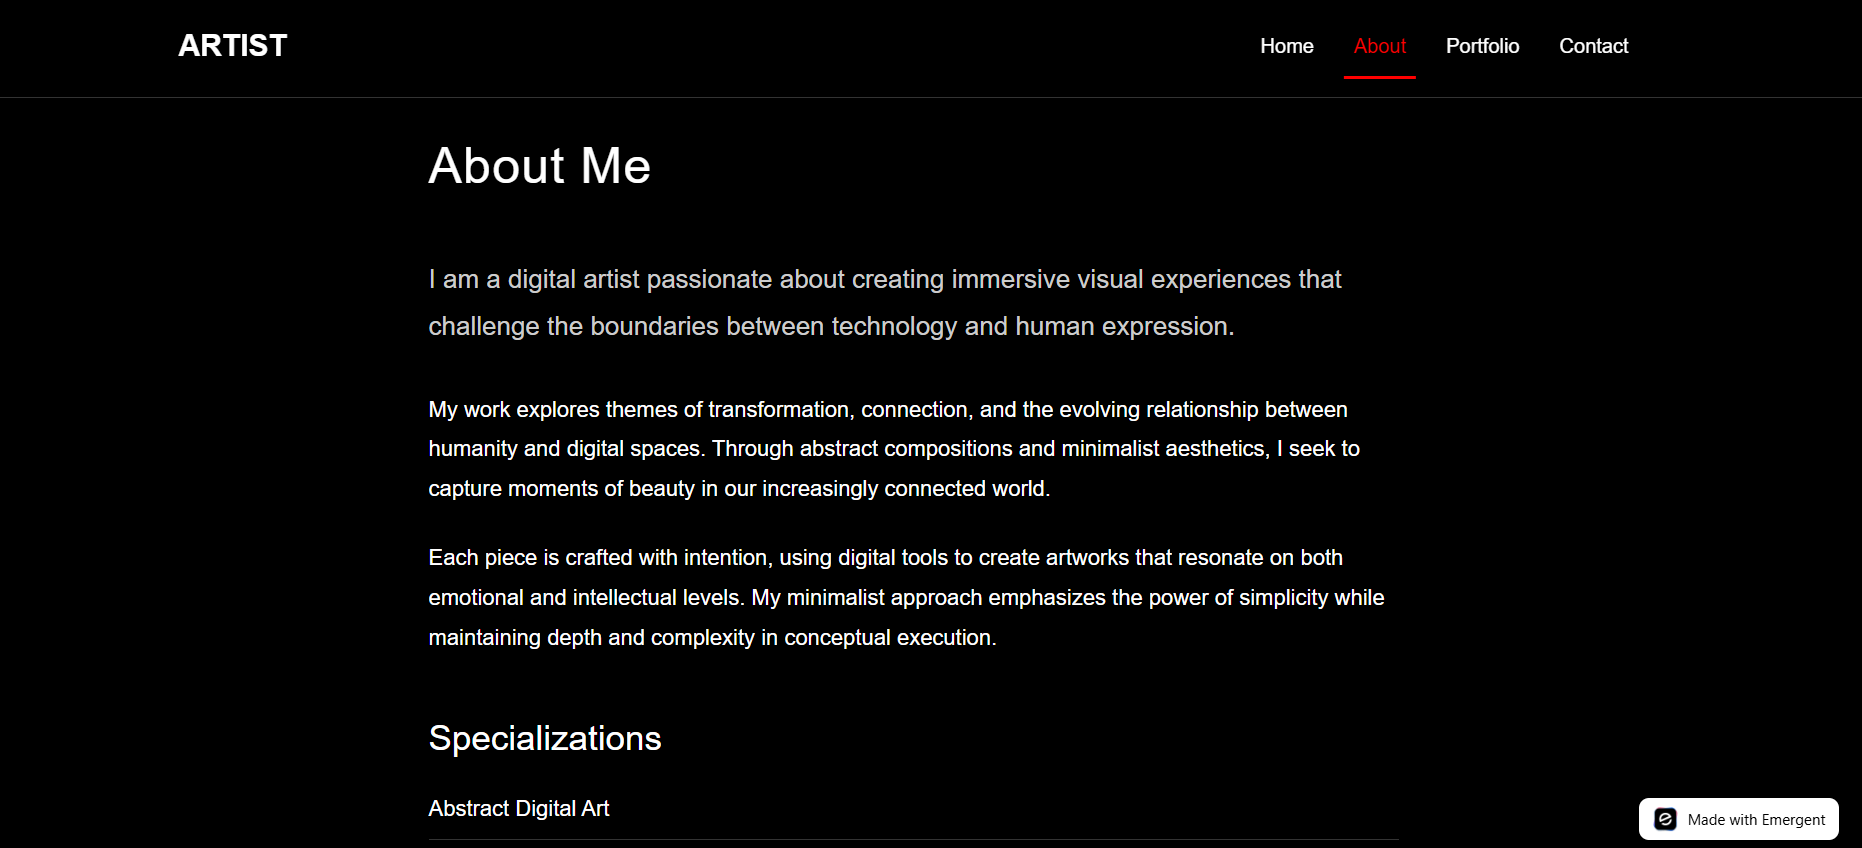 ARTIST
Home
About
Portfolio
Contact
About Me
I am a digital artist passionate about creating immersive visual experiences that
challenge the boundaries between technology and human expression.
My work explores themes of transformation, connection, and the evolving relationship between
humanity and digital spaces. Through abstract compositions and minimalist aesthetics, I seek to
capture moments of beauty in our increasingly connected world.
Each piece is crafted with intention, using digital tools to create artworks that resonate on both
emotional and intellectual levels. My minimalist approach emphasizes the power of simplicity while
maintaining depth and complexity in conceptual execution.
Specializations
Abstract Digital Art
Made with Emergent